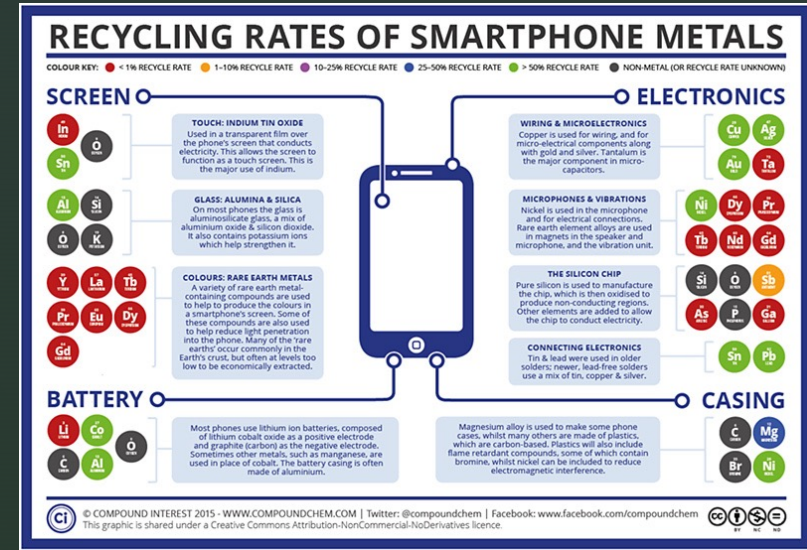 RECYCLING RATES OF SMARTPHONE METALS
COLOUR KEY: < 1% RECYCLE RATE 1–10% RECYCLE RATE 10–25% RECYCLE RATE 25–50% RECYCLE RATE > 50% RECYCLE RATE NON-METAL (OR RECYCLE RATE UNKNOWN)
SCREEN
In
O
Sn
TOUCH: INDIUM TIN OXIDE
Used in a transparent film over
the phone's screen that conducts
electricity. This allows the screen to
function as a touch screen. This is
the major use of indium.
Al Si
O K
GLASS: ALUMINA & SILICA
On most phones the glass is
aluminosilicate glass, a mix of
aluminium oxide & silicon dioxide.
It also contains potassium ions
which help strengthen it.
Y La Tb
Pr Eu Dy
Gd
COLOURS: RARE EARTH METALS
A variety of rare earth metal-
containing compounds are used
to help to produce the colours in
a smartphone's screen. Some of
these compounds are also used
to help reduce light penetration
into the phone. Many of the 'rare
earths' occur commonly in the
Earth's crust, but often at levels too
low to be economically extracted.
ELECTRONICS
WIRING & MICROELECTRONICS
Copper is used for wiring, and for
micro-electrical components along
with gold and silver. Tantalum is
the major component in micro-
capacitors.
Cu Ag
Au Ta
MICROPHONES & VIBRATIONS
Nickel is used in the microphone
and for electrical connections.
Rare earth element alloys are used
in magnets in the speaker and
microphone, and the vibration unit.
Ni Dy Pr
Tb Nd Gd
THE SILICON CHIP
Pure silicon is used to manufacture
the chip, which is then oxidised to
produce non-conducting regions.
Other elements are added to allow
the chip to conduct electricity.
Si O Sb
As P Ga
CONNECTING ELECTRONICS
Tin & lead were used in older
solders; newer, lead-free solders
use a mix of tin, copper & silver.
Sn Pb
BATTERY
Li Co
O
C Al
Most phones use lithium ion batteries, composed
of lithium cobalt oxide as a positive electrode
and graphite (carbon) as the negative electrode.
Sometimes other metals, such as manganese, are
used in place of cobalt. The battery casing is often
made of aluminium.
CASING
Magnesium alloy is used to make some phone
cases, whilst many others are made of plastics,
which are carbon-based. Plastics will also include
flame retardant compounds, some of which contain
bromine, whilst nickel can be included to reduce
electromagnetic interference.
C Mg
Br Ni
Ci
© COMPOUND INTEREST 2015 - WWW.COMPOUNDCHEM.COM | Twitter: @compoundchem | Facebook: www.facebook.com/compoundchem
This graphic is shared under a Creative Commons Attribution-NonCommercial-NoDerivatives licence.
cc
BY NC ND